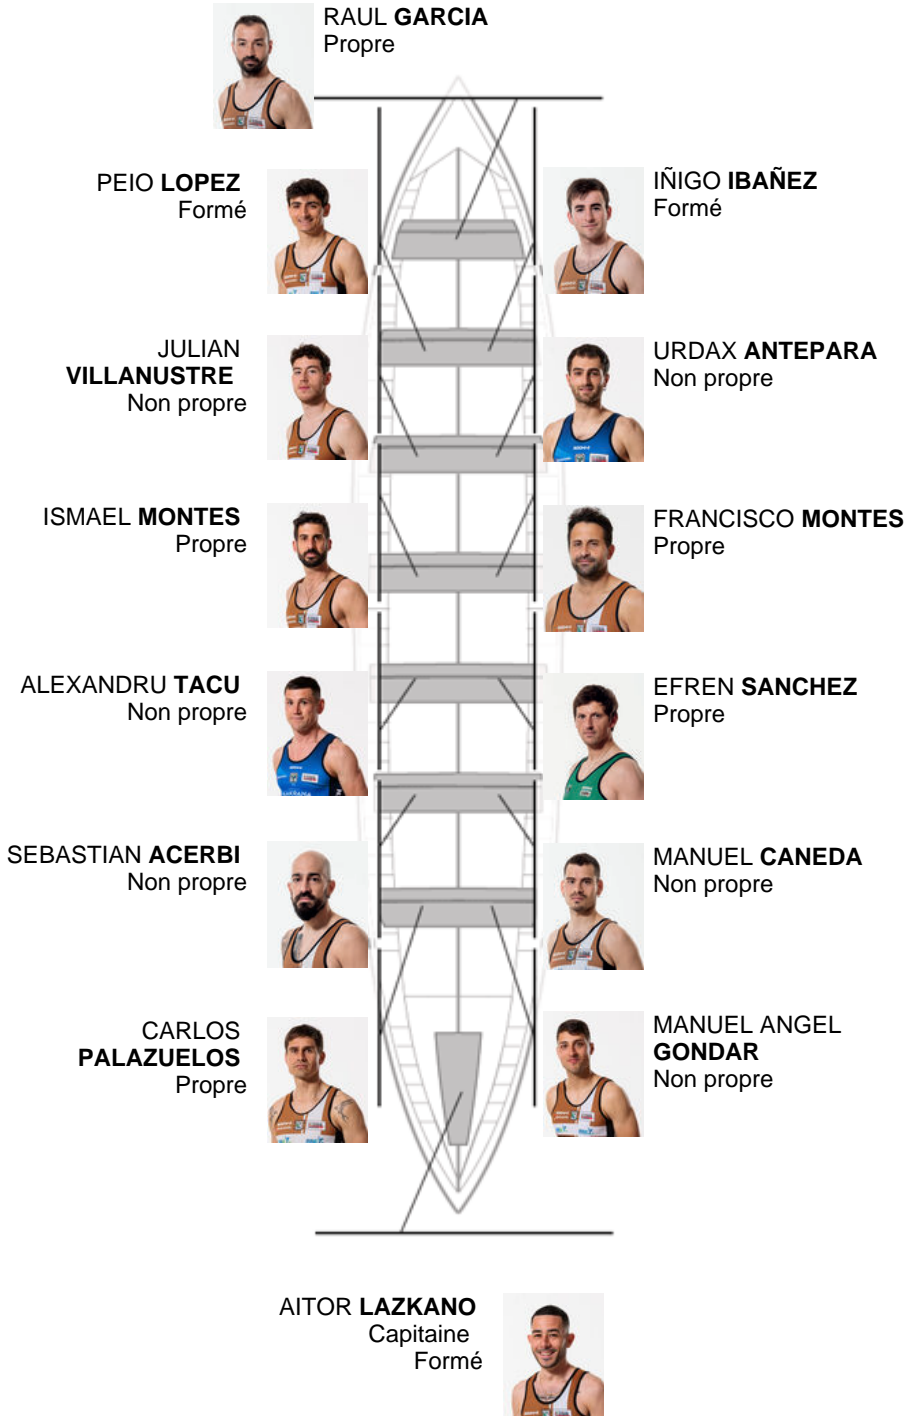 RAUL GARCIA
Propre
PEIO LOPEZ
Formé
IÑIGO IBAÑEZ
Formé
JULIAN
VILLANUSTRE
Non propre
URDAX ANTEPARA
Non propre
ISMAEL MONTES
Propre
FRANCISCO MONTES
Propre
ALEXANDRU TACU
Non propre
EFREN SANCHEZ
Propre
SEBASTIAN ACERBI
Non propre
MANUEL CANEDA
Non propre
CARLOS
PALAZUELOS
Propre
MANUEL ANGEL
GONDAR
Non propre
AITOR LAZKANO
Capitaine
Formé